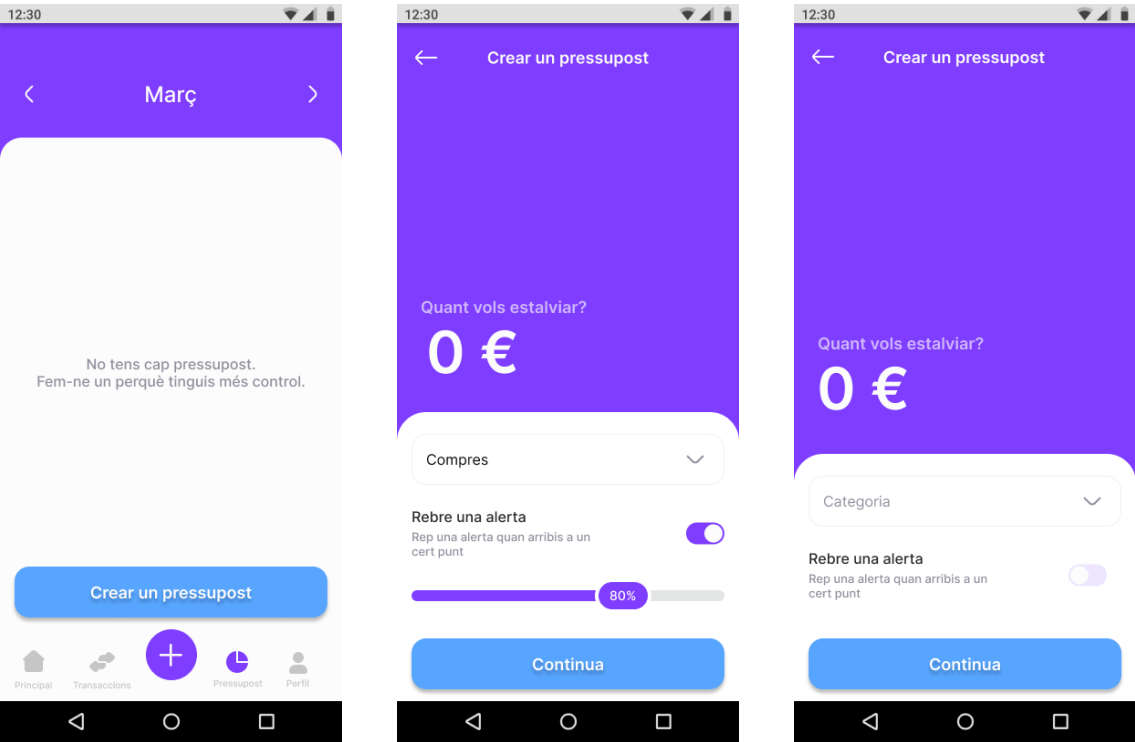 12:30
Març
No tens cap pressupost.
Fem-ne un perquè tinguis més control.
Crear un pressupost
Principal
Transaccions
Pressupost
Perfil
12:30
Crear un pressupost
Quant vols estalviar?
0 €
Compres
Rebre una alerta
Rep una alerta quan arribis a un
cert punt
80%
Continua
12:30
Crear un pressupost
Quant vols estalviar?
0 €
Categoria
Rebre una alerta
Rep una alerta quan arribis a un
cert punt
Continua